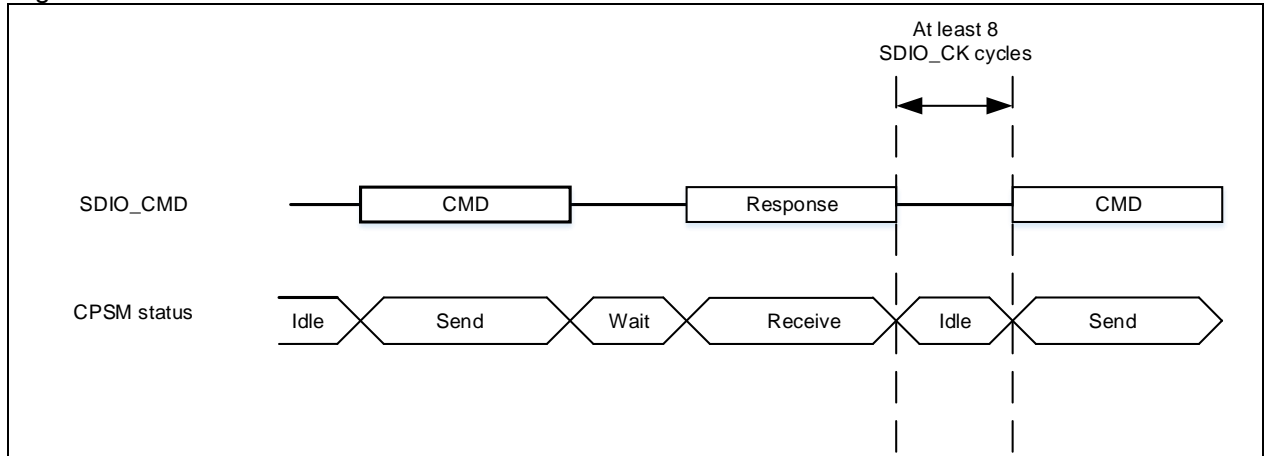 At least 8
SDIO_CK cycles
SDIO_CMD CMD Response CMD
CPSM status Idle Send Wait Receive Idle Send